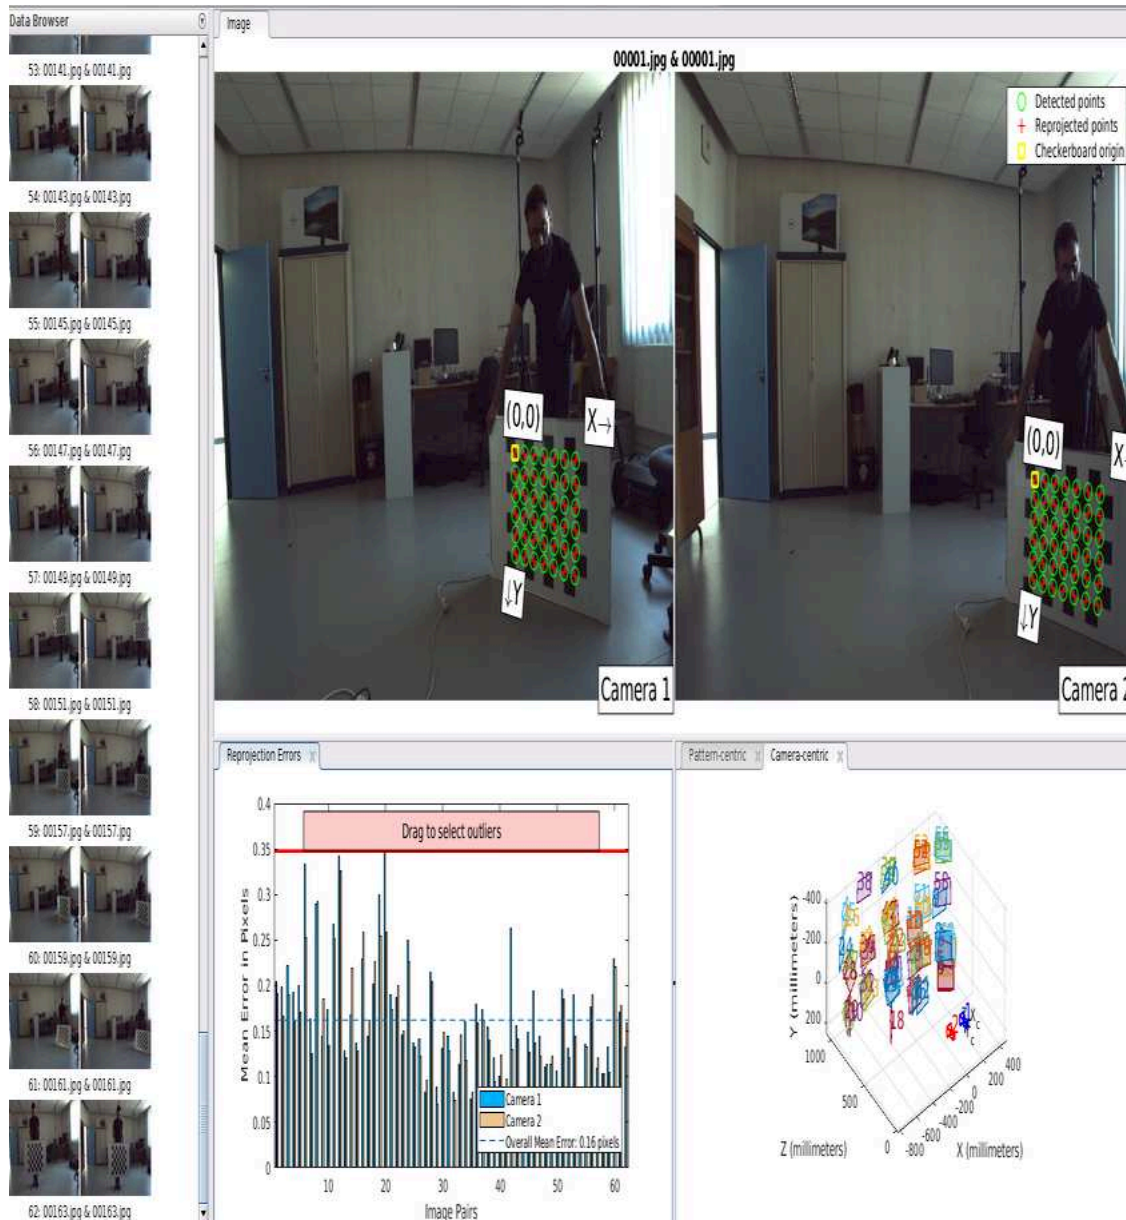 Data Browser
53: 00141.jpg & 00141.jpg
54: 00143.jpg & 00143.jpg
55: 00145.jpg & 00145.jpg
56: 00147.jpg & 00147.jpg
57: 00149.jpg & 00149.jpg
58: 00151.jpg & 00151.jpg
59: 00157.jpg & 00157.jpg
60: 00159.jpg & 00159.jpg
61: 00161.jpg & 00161.jpg
62: 00163.jpg & 00163.jpg
Image
00001.jpg & 00001.jpg
Detected points
Reprojected points
Checkerboard origin
(0,0)
X→
↓Y
Camera 1
(0,0)
X
↓Y
Camera 2
Reprojection Errors
0.4
0.35
0.3
0.25
0.2
0.15
0.1
0.05
0
Mean Error in Pixels
Drag to select outliers
Camera 1
Camera 2
Overall Mean Error: 0.16 pixels
10 20 30 40 50 60
Image Pairs
Pattern-centric
Camera-centric
-400
-200
0
200
Y (millimeters)
1000
500
0
Z (millimeters)
-800
-600
-400
-200
0
200
400
X (millimeters)
18
X
c
c